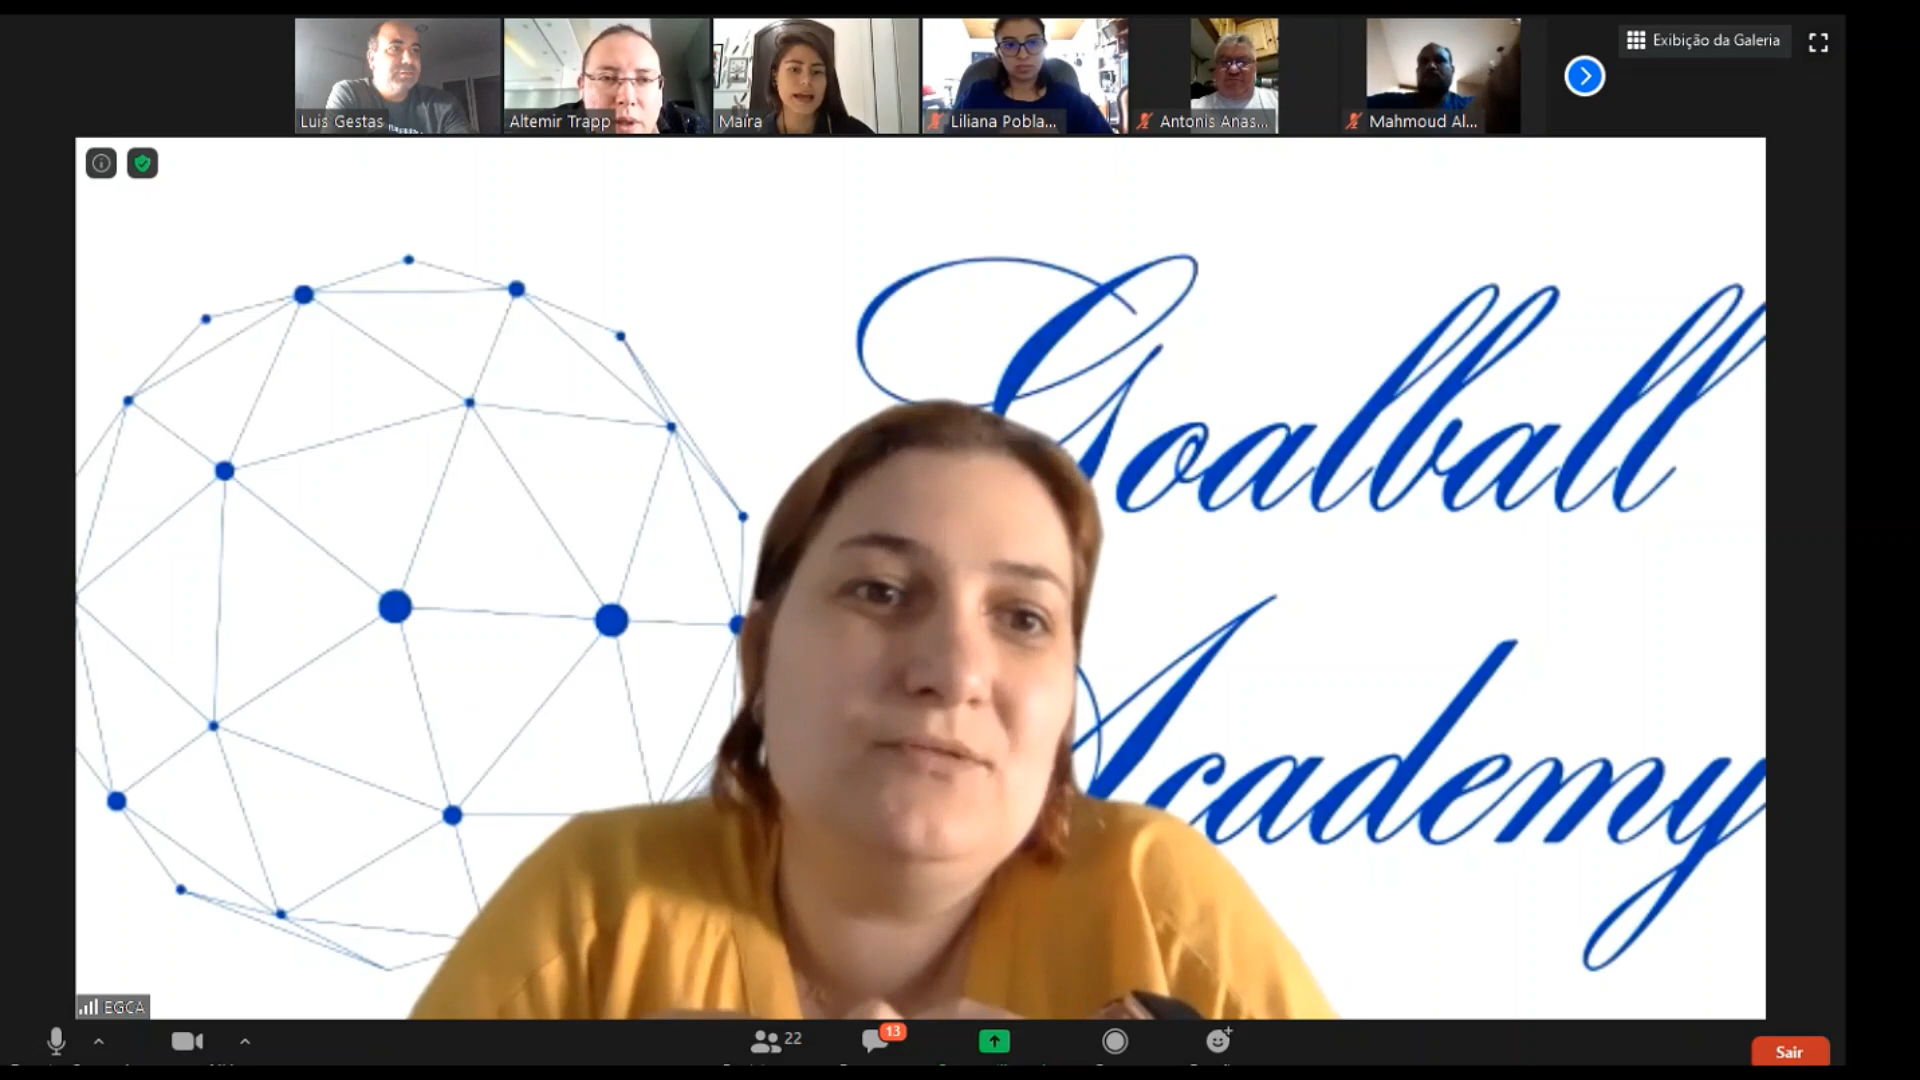 Exibição da Galeria
Luis Gestas
Altemir Trapp
Maíra
Liliana Pobla...
Antonis Anas...
Mahmoud Al...
Goalball
Academy
EGCA
22
13
Sair